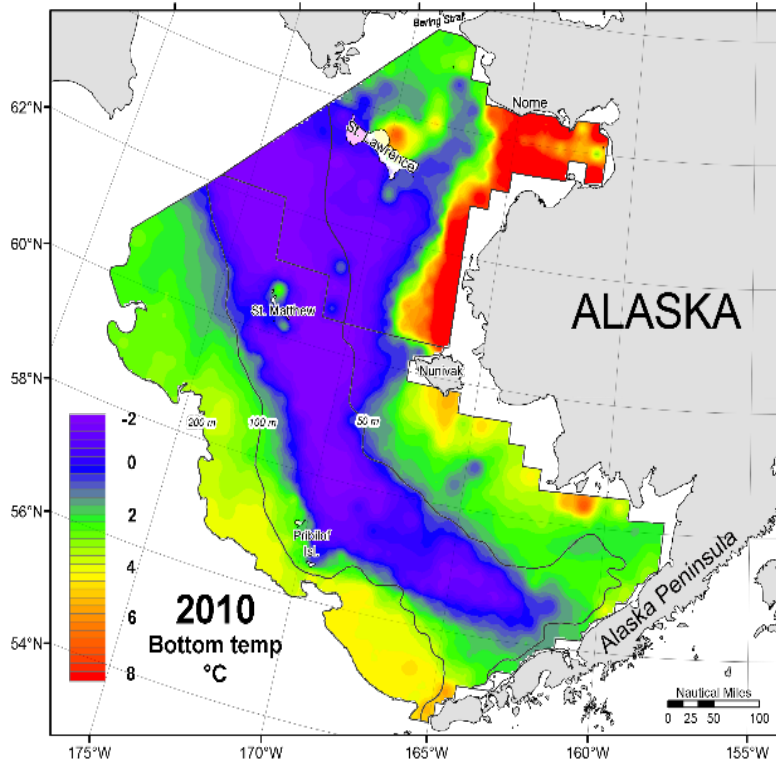 Bering Strait
62°N
Nome
St. Lawrence
60°N
St. Matthew
ALASKA
Nunivak
58°N
200 m
100 m
50 m
-2
0
2
4
6
8
56°N
Pribilof
Isl.
2010
Bottom temp
°C
Alaska Peninsula
54°N
Nautical Miles
0 25 50 100
175°W
170°W
165°W
160°W
155°W